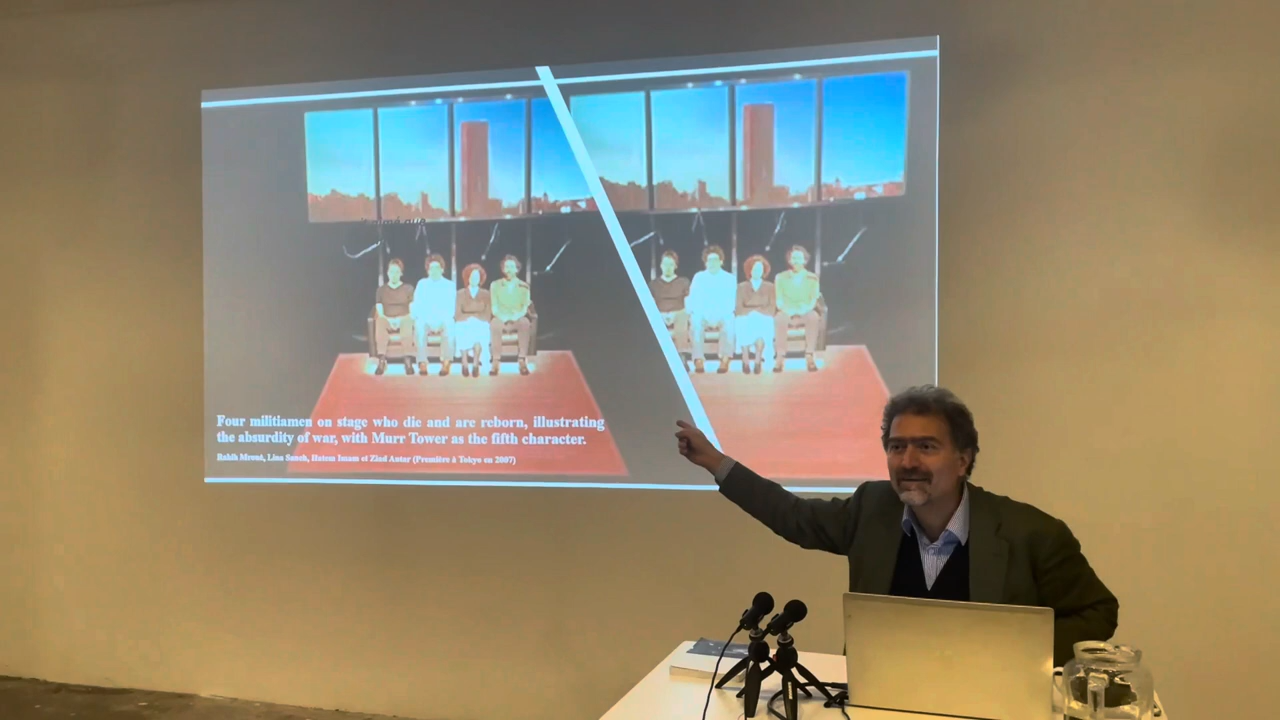 Four militiamen on stage who die and are reborn, illustrating
the absurdity of war, with Murr Tower as the fifth character.
Rabih Mroué, Lina Saneh, Hatem Imam et Ziad Antar (Première à Tokyo en 2007)